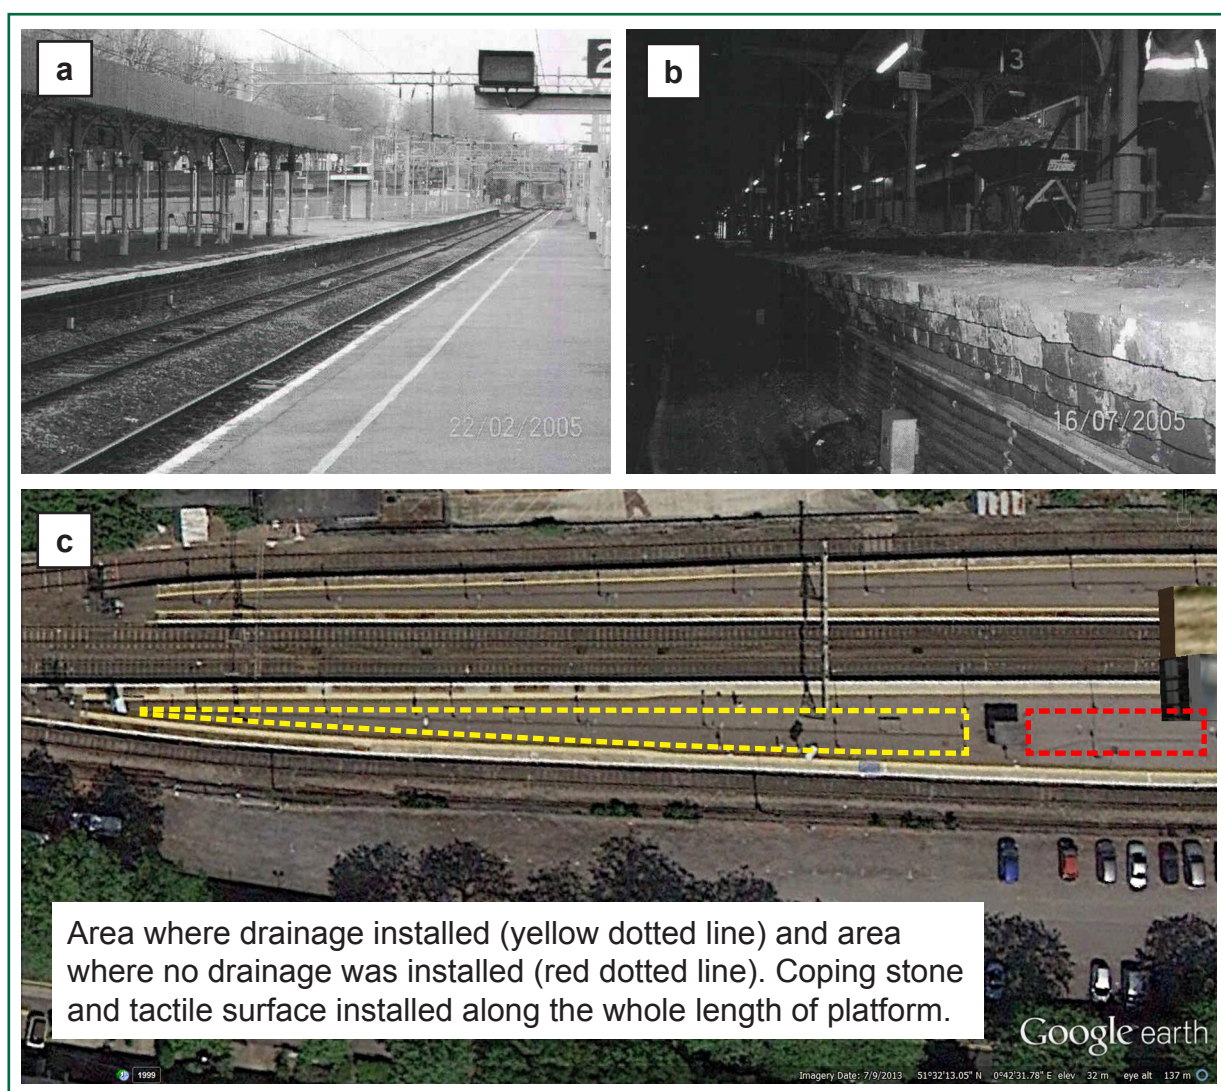 a
2
22/02/2005
b
3
16/07/2005
c
Area where drainage installed (yellow dotted line) and area
where no drainage was installed (red dotted line). Coping stone
and tactile surface installed along the whole length of platform.
Google earth
1999
Imagery Date: 7/9/2013 51°32'13.05" N 0°42'31.78" E elev 32 m eye alt 137 m